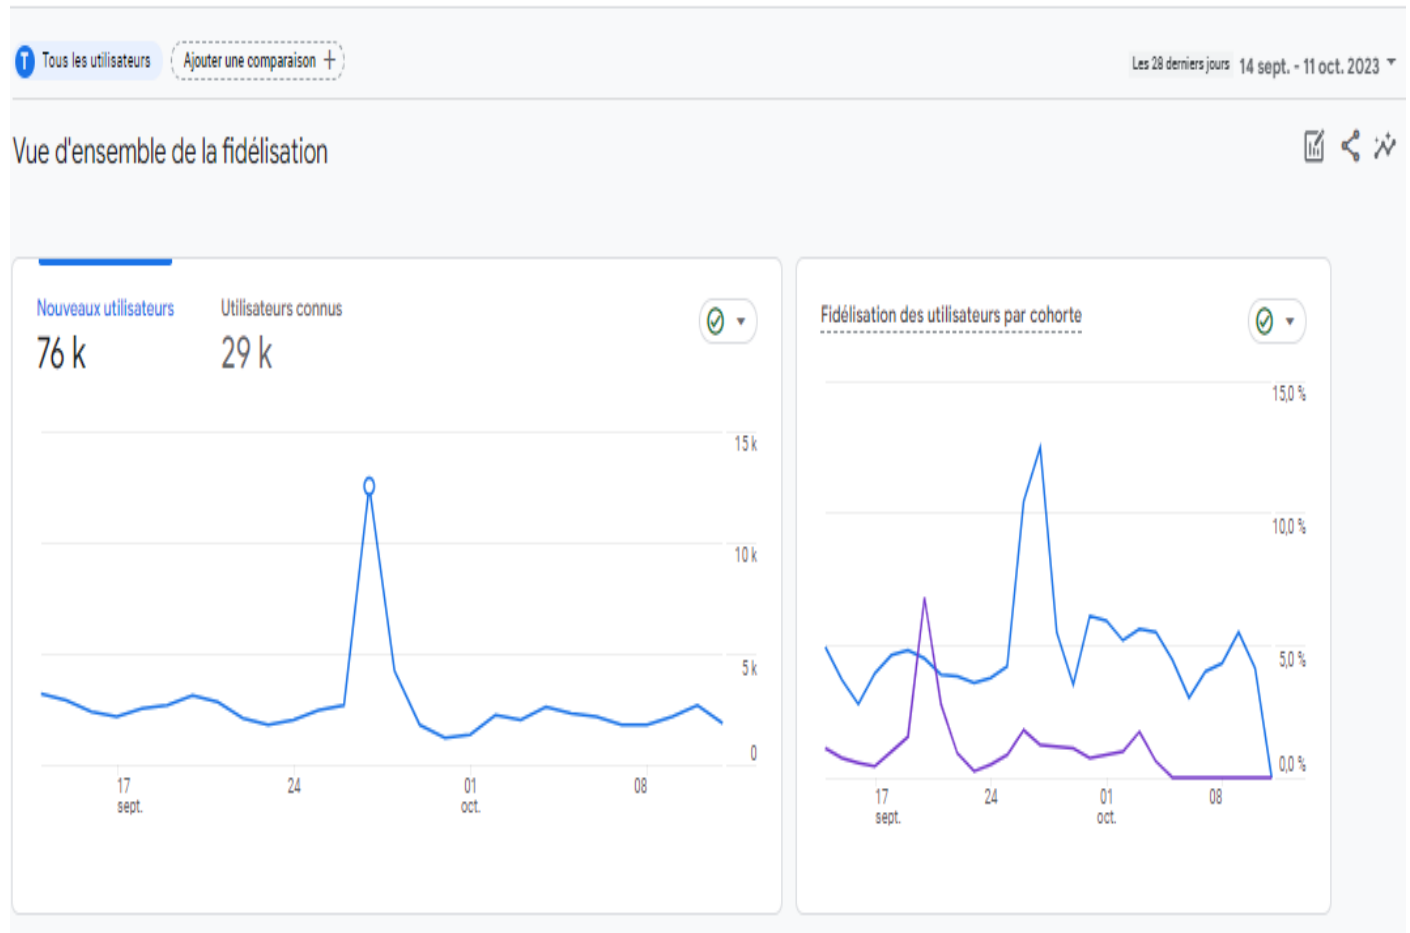 T Tous les utilisateurs Ajouter une comparaison + Les 28 derniers jours 14 sept. - 11 oct. 2023
Vue d'ensemble de la fidélisation
Nouveaux utilisateurs Utilisateurs connus
76 k 29 k
15 k
10 k
5 k
0
17 24 01 08
sept. oct.
Fidélisation des utilisateurs par cohorte
15,0 %
10,0 %
5,0 %
0,0 %
17 24 01 08
sept. oct.